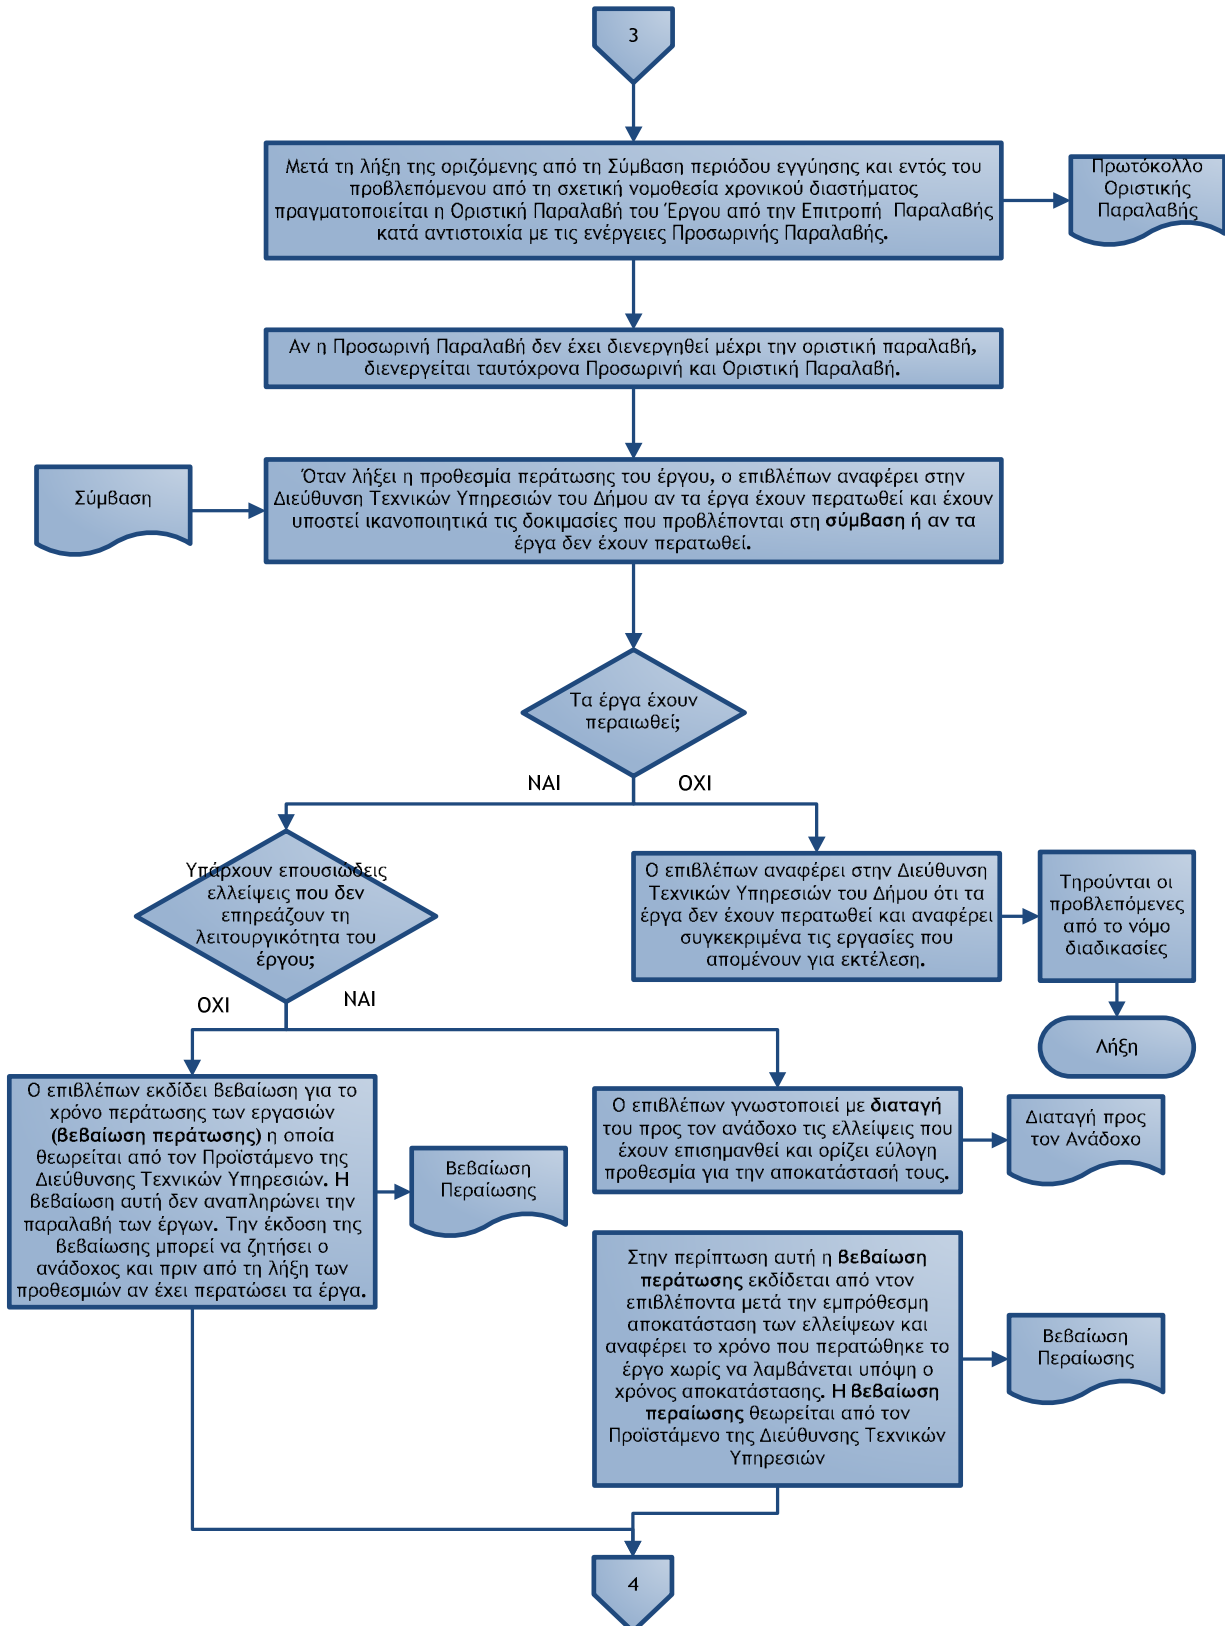 3
Μετά τη λήξη της οριζόμενης από τη Σύμβαση περιόδου εγγύησης και εντός του
προβλεπόμενου από τη σχετική νομοθεσία χρονικού διαστήματος
πραγματοποιείται η Οριστική Παραλαβή του Έργου από την Επιτροπή Παραλαβής
κατά αντιστοιχία με τις ενέργειες Προσωρινής Παραλαβής.
Πρωτόκολλο
Οριστικής
Παραλαβής
Αν η Προσωρινή Παραλαβή δεν έχει διενεργηθεί μέχρι την οριστική παραλαβή,
διενεργείται ταυτόχρονα Προσωρινή και Οριστική Παραλαβή.
Σύμβαση
Όταν λήξει η προθεσμία περάτωσης του έργου, ο επιβλέπων αναφέρει στην
Διεύθυνση Τεχνικών Υπηρεσιών του Δήμου αν τα έργα έχουν περατωθεί και έχουν
υποστεί ικανοποιητικά τις δοκιμασίες που προβλέπονται στη σύμβαση ή αν τα
έργα δεν έχουν περατωθεί.
Τα έργα έχουν
περαιωθεί;
ΝΑΙ
ΟΧΙ
Υπάρχουν επουσιώδεις
ελλείψεις που δεν
επηρεάζουν τη
λειτουργικότητα του
έργου;
Ο επιβλέπων αναφέρει στην Διεύθυνση
Τεχνικών Υπηρεσιών του Δήμου ότι τα
έργα δεν έχουν περατωθεί και αναφέρει
συγκεκριμένα τις εργασίες που
απομένουν για εκτέλεση.
Τηρούνται οι
προβλεπόμενες
από το νόμο
διαδικασίες
Λήξη
ΟΧΙ
ΝΑΙ
Ο επιβλέπων εκδίδει βεβαίωση για το
χρόνο περάτωσης των εργασιών
(βεβαίωση περάτωσης) η οποία
θεωρείται από τον Προϊστάμενο της
Διεύθυνσης Τεχνικών Υπηρεσιών. Η
βεβαίωση αυτή δεν αναπληρώνει την
παραλαβή των έργων. Την έκδοση της
βεβαίωσης μπορεί να ζητήσει ο
ανάδοχος και πριν από τη λήξη των
προθεσμιών αν έχει περατώσει τα έργα.
Βεβαίωση
Περαίωσης
Ο επιβλέπων γνωστοποιεί με διαταγή
του προς τον ανάδοχο τις ελλείψεις που
έχουν επισημανθεί και ορίζει εύλογη
προθεσμία για την αποκατάστασή τους.
Διαταγή προς
τον Ανάδοχο
Στην περίπτωση αυτή η βεβαίωση
περάτωσης εκδίδεται από ντον
επιβλέποντα μετά την εμπρόθεσμη
αποκατάσταση των ελλείψεων και
αναφέρει το χρόνο που περατώθηκε το
έργο χωρίς να λαμβάνεται υπόψη ο
χρόνος αποκατάστασης. Η βεβαίωση
περαίωσης θεωρείται από τον
Προϊστάμενο της Διεύθυνσης Τεχνικών
Υπηρεσιών
Βεβαίωση
Περαίωσης
4